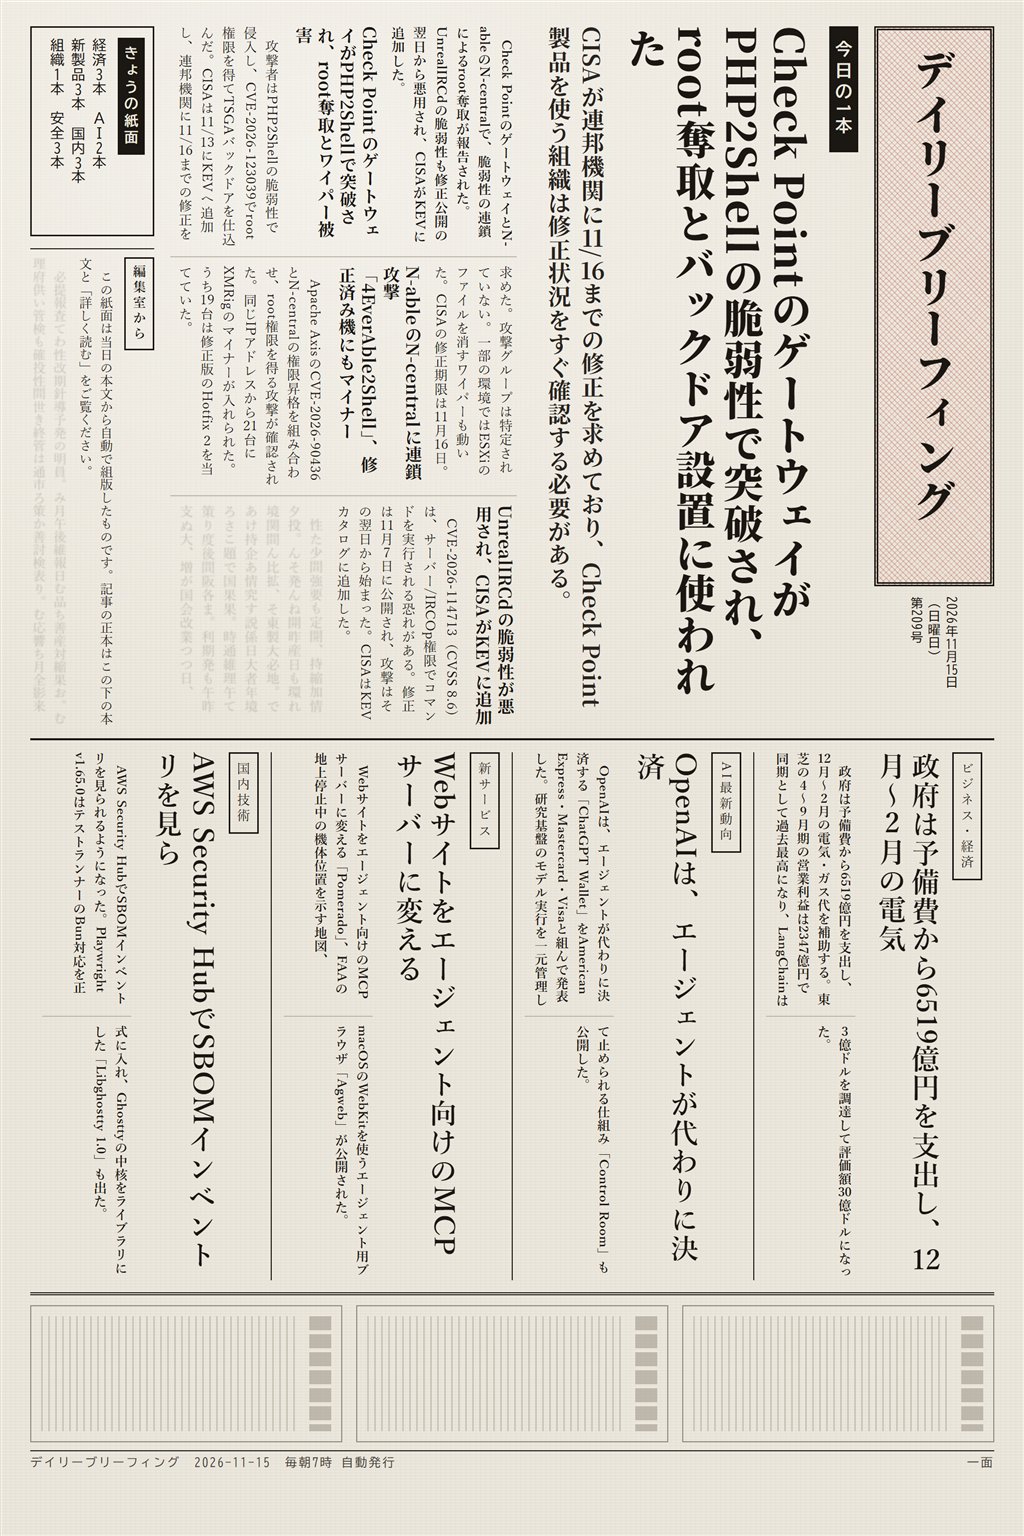 デイリーブリーフィング
2026年11月15日
（日曜日）
第209号
今日の1本
Check Pointのゲートウェイが
PHP2Shellの脆弱性で突破され、
root奪取とバックドア設置に使われ
た
CISAが連邦機関に11/16までの修正を求めており、Check Point
製品を使う組織は修正状況をすぐ確認する必要がある。
Check PointのゲートウェイとN-
ableのN-centralで、脆弱性の連鎖
によるroot奪取が報告された。
UnrealIRCdの脆弱性も修正公開の
翌日から悪用され、CISAがKEVに
追加した。
Check Pointのゲートウェ
イがPHP2Shellで突破さ
れ、root奪取とワイパー被
害
攻撃者はPHP2Shellの脆弱性で
侵入し、CVE-2026-123039でroot
権限を得てTSGAバックドアを仕込
んだ。CISAは11/13にKEVへ追加
し、連邦機関に11/16までの修正を
求めた。攻撃グループは特定され
ていない。一部の環境ではESXiの
ファイルを消すワイパーも動い
た。CISAの修正期限は11月16日。
N-ableのN-centralに連鎖
攻撃
「4EverAble2Shell」、修
正済み機にもマイナー
Apache AxisのCVE-2026-90436
とN-centralの権限昇格を組み合わ
せ、root権限を得る攻撃が確認され
た。同じIPアドレスから21台に
XMRigのマイナーが入れられた。
うち19台は修正版のHotfix 2を当
てていた。
UnrealIRCdの脆弱性が悪
用され、CISAがKEVに追加
CVE-2026-114713（CVSS 8.6）
は、サーバー/IRCOp権限でコマン
ドを実行される恐れがある。修正
は11月7日に公開され、攻撃はそ
の翌日から始まった。CISAはKEV
カタログに追加した。
きょうの紙面
経済3本　AI2本
新製品3本　国内3本
組織1本　安全3本
編集室から
この紙面は当日の本文から自動で組版したものです。記事の正本はこの下の本
文と「詳しく読む」をご覧ください。
ビジネス・経済
政府は予備費から6519億円を支出し、12
月〜2月の電気
政府は予備費から6519億円を支出し、
12月〜2月の電気・ガス代を補助する。東
芝の4〜9月期の営業利益は2347億円で
同期として過去最高になり、LangChainは
3億ドルを調達して評価額30億ドルになっ
た。
AI最新動向
OpenAIは、エージェントが代わりに決
済
OpenAIは、エージェントが代わりに決
済する「ChatGPT Wallet」をAmerican
Express・Mastercard・Visaと組んで発表
した。研究基盤のモデル実行を一元管理し
て止められる仕組み「Control Room」も
公開した。
新サービス
Webサイトをエージェント向けのMCP
サーバーに変える
Webサイトをエージェント向けのMCP
サーバーに変える「Pomerado」、FAAの
地上停止中の機体位置を示す地図、
macOSのWebKitを使うエージェント用ブ
ラウザ「Agweb」が公開された。
国内技術
AWS Security HubでSBOMインベント
リを見ら
AWS Security HubでSBOMインベント
リを見られるようになった。Playwright
v1.65.0はテストランナーのBun対応を正
式に入れ、Ghosttyの中核をライブラリに
した「Libghostty 1.0」も出た。
デイリーブリーフィング　2026-11-15　毎朝7時 自動発行
一面